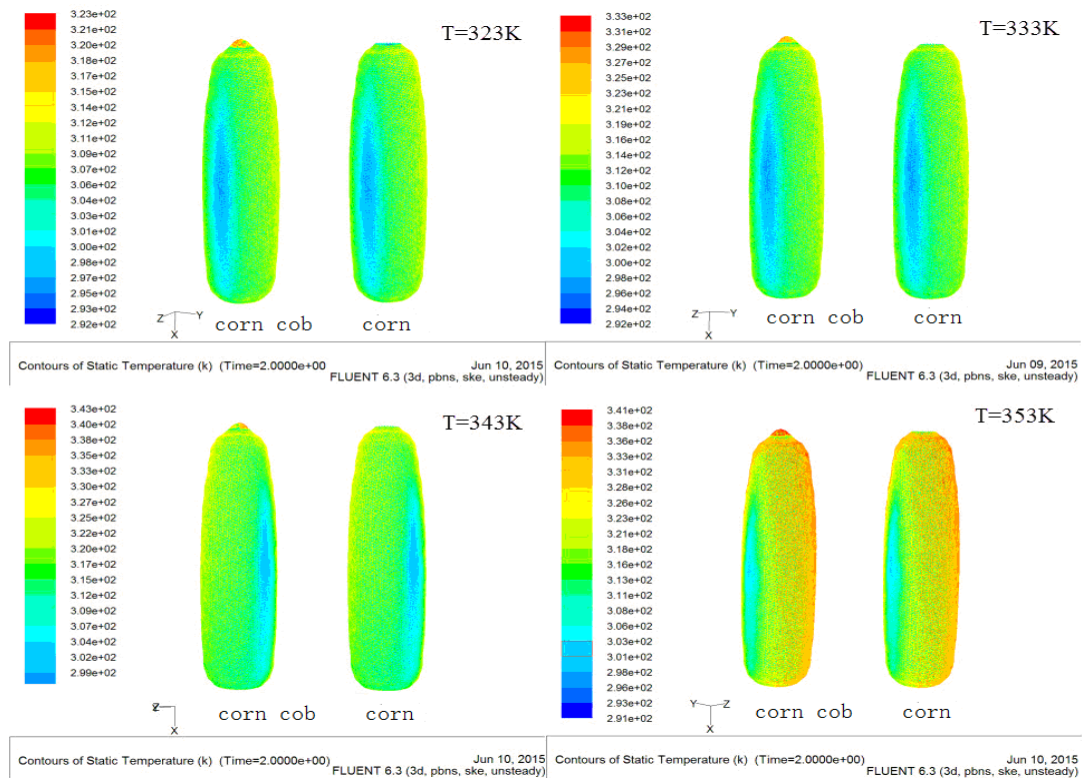 T=323K
3.23e+02
3.21e+02
3.20e+02
3.17e+02
3.15e+02
3.14e+02
3.12e+02
3.11e+02
3.09e+02
3.07e+02
3.06e+02
3.04e+02
3.01e+02
3.00e+02
2.97e+02
2.95e+02
2.93e+02
2.92e+02
Z Y
X
corn cob corn
Contours of Static Temperature (k) (Time=2.0000e+00) Jun 10, 2015
FLUENT 6.3 (3d, pbns, ske, unsteady)
T=333K
3.33e+02
3.31e+02
3.29e+02
3.27e+02
3.25e+02
3.23e+02
3.21e+02
3.19e+02
3.16e+02
3.14e+02
3.12e+02
3.10e+02
3.08e+02
3.06e+02
3.04e+02
3.02e+02
3.00e+02
2.98e+02
2.96e+02
2.94e+02
2.92e+02
Z Y
X
corn cob corn
Contours of Static Temperature (k) (Time=2.0000e+00) Jun 09, 2015
FLUENT 6.3 (3d, pbns, ske, unsteady)
T=343K
3.43e+02
3.40e+02
3.38e+02
3.35e+02
3.33e+02
3.30e+02
3.27e+02
3.25e+02
3.22e+02
3.20e+02
3.17e+02
3.15e+02
3.12e+02
3.09e+02
3.07e+02
3.04e+02
3.02e+02
2.99e+02
Z
X
corn cob corn
Contours of Static Temperature (k) (Time=2.0000e+00) Jun 10, 2015
FLUENT 6.3 (3d, pbns, ske, unsteady)
T=353K
3.41e+02
3.38e+02
3.36e+02
3.33e+02
3.31e+02
3.28e+02
3.26e+02
3.23e+02
3.21e+02
3.18e+02
3.16e+02
3.13e+02
3.11e+02
3.08e+02
3.06e+02
3.03e+02
3.01e+02
2.98e+02
2.96e+02
2.93e+02
2.91e+02
Y Z
X
corn cob corn
Contours of Static Temperature (k) (Time=2.0000e+00) Jun 10, 2015
FLUENT 6.3 (3d, pbns, ske, unsteady)